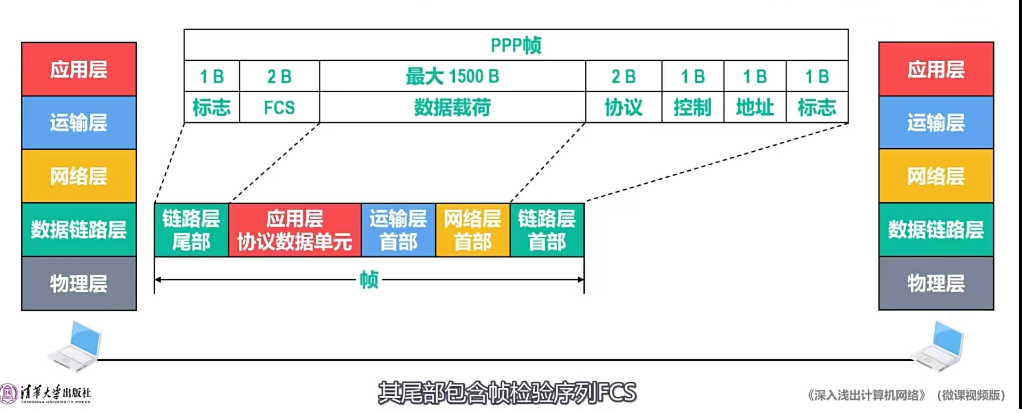 PPP帧
1 B 2 B 最大 1500 B 2 B 1 B 1 B 1 B
标志 FCS 数据载荷 协议 控制 地址 标志
应用层
运输层
网络层
数据链路层
物理层
链路层
尾部
应用层
协议数据单元
运输层
首部
网络层
首部
链路层
首部
帧
应用层
运输层
网络层
数据链路层
物理层
清华大学出版社
TSINGHUA UNIVERSITY PRESS
其尾部包含帧检验序列FCS
《深入浅出计算机网络》(微课视频版)